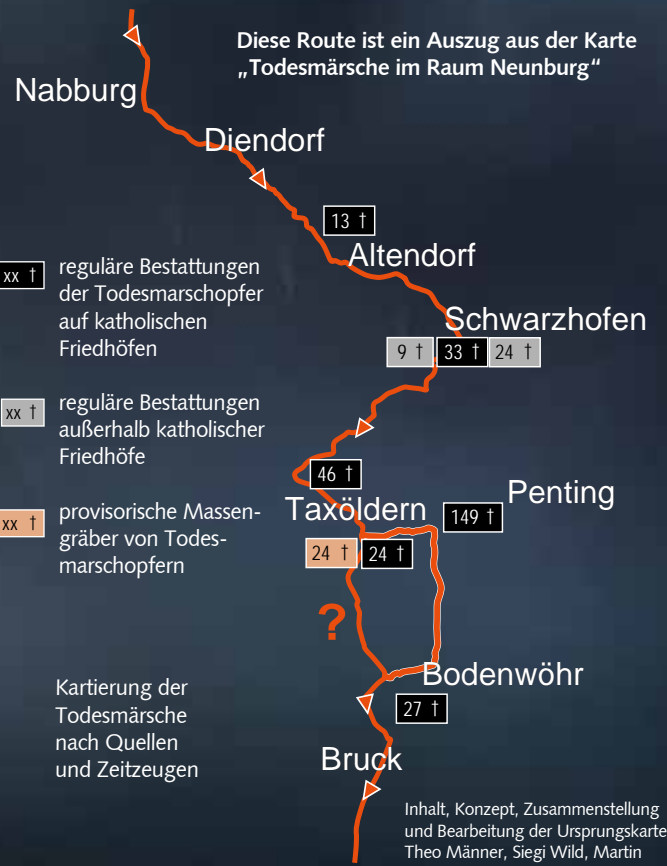 Diese Route ist ein Auszug aus der Karte
„Todesmärsche im Raum Neunburg“
Nabburg
Diendorf
13 †
Altendorf
xx †
reguläre Bestattungen
der Todesmarschopfer
auf katholischen
Friedhöfen
Schwarzhofen
9 †
33 †
24 †
xx †
reguläre Bestattungen
außerhalb katholischer
Friedhöfe
46 †
Taxöldern
Penting
149 †
xx †
provisorische Massen-
gräber von Todes-
marschopfern
24 †
24 †
?
Bodenwöhr
27 †
Kartierung der
Todesmärsche
nach Quellen
und Zeitzeugen
Bruck
Inhalt, Konzept, Zusammenstellung
und Bearbeitung der Ursprungskarte
Theo Männer, Siegi Wild, Martin